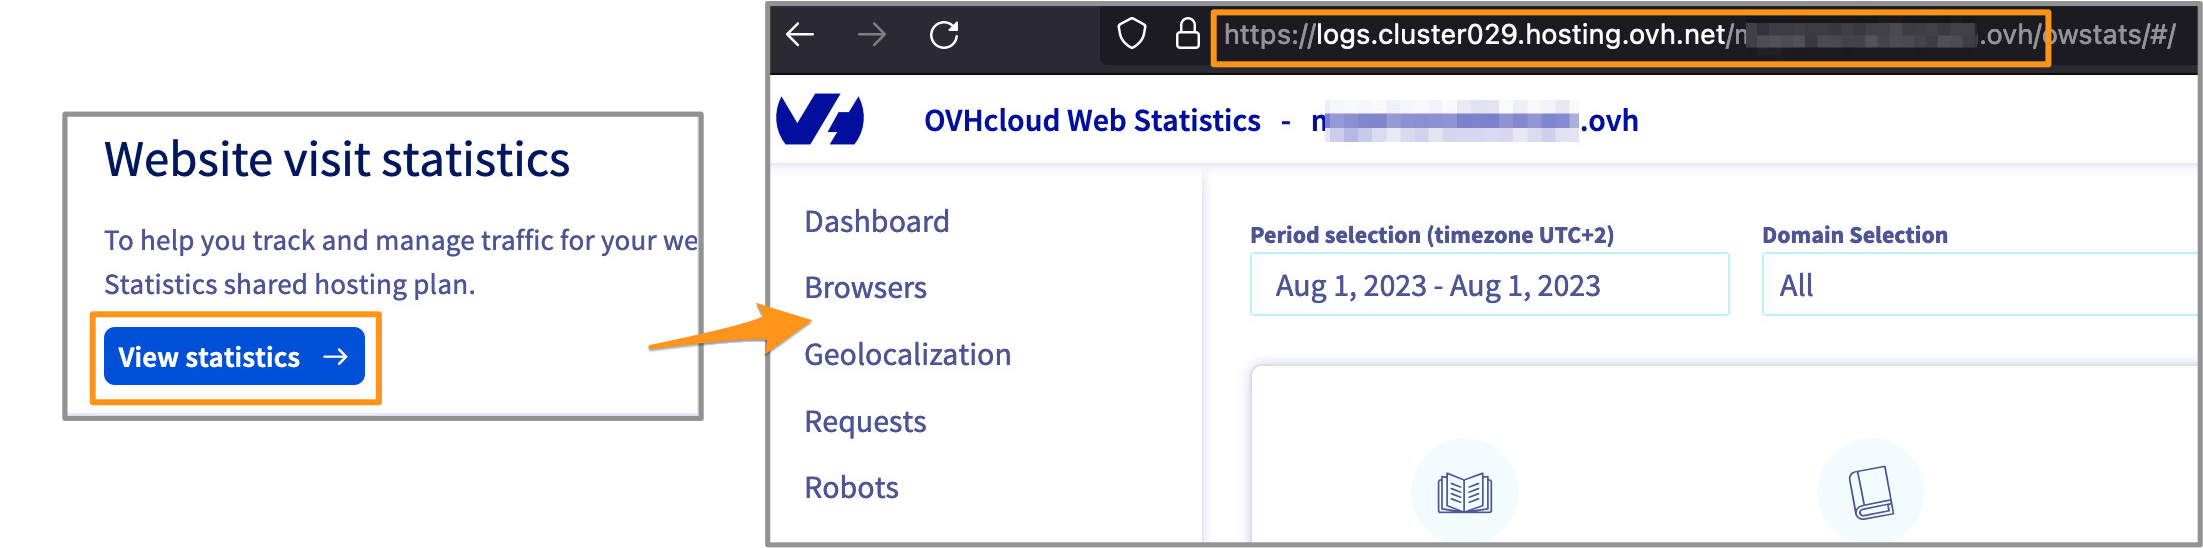 Website visit statistics
To help you track and manage traffic for your we
Statistics shared hosting plan.
View statistics →
https://logs.cluster029.hosting.ovh.net/m .ovh/owstats/#/
OVHcloud Web Statistics - .ovh
Dashboard
Browsers
Geolocalization
Requests
Robots
Period selection (timezone UTC+2)
Aug 1, 2023 - Aug 1, 2023
Domain Selection
All